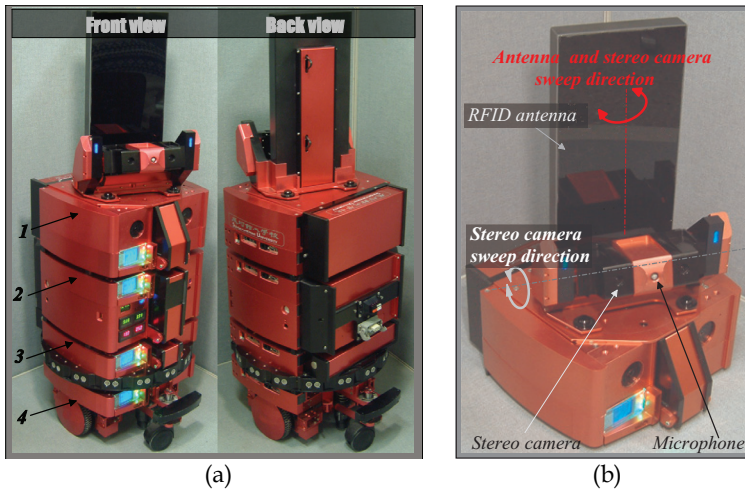 Front view
Back view
1
2
3
4
(a)
Antenna and stereo camera
sweep direction
RFID antenna
Stereo camera
sweep direction
Stereo camera
Microphone
(b)